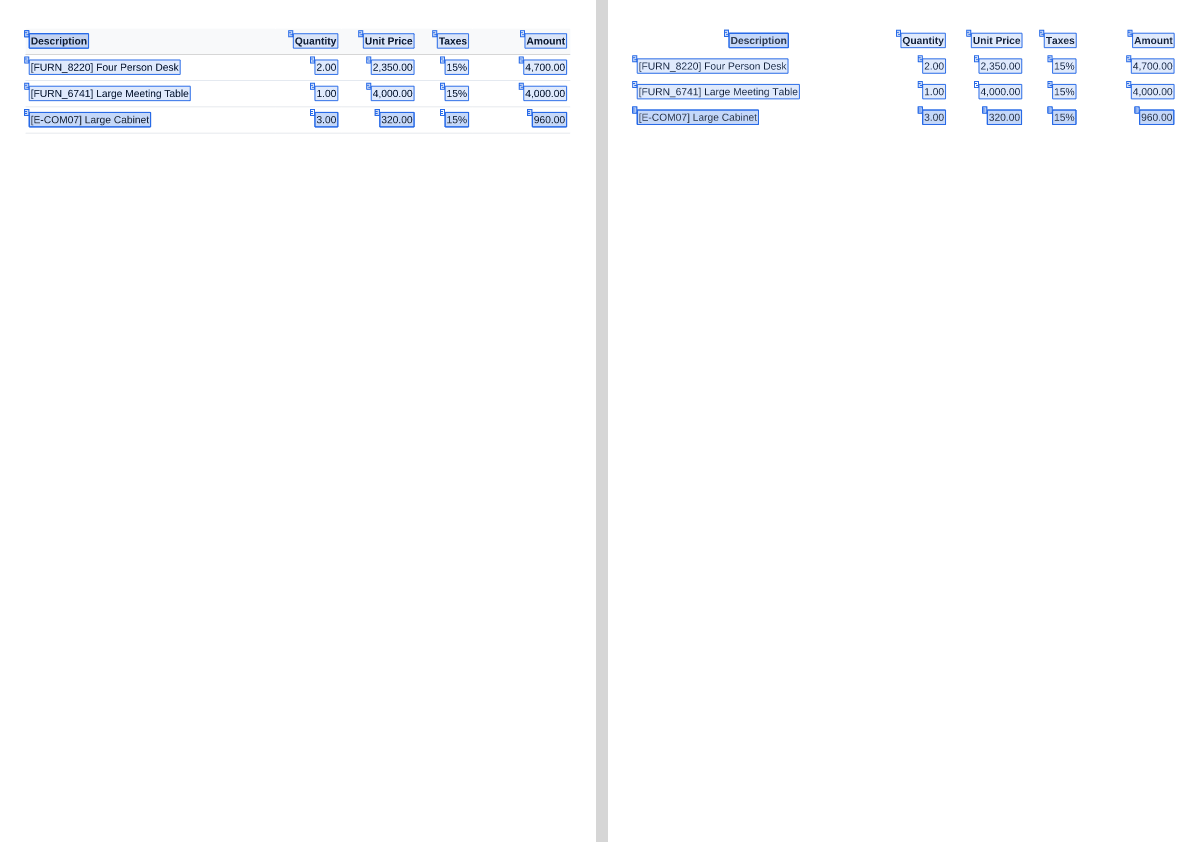 Description Quantity Unit Price Taxes Amount
[FURN_8220] Four Person Desk 2.00 2,350.00 15% 4,700.00
[FURN_6741] Large Meeting Table 1.00 4,000.00 15% 4,000.00
[E-COM07] Large Cabinet 3.00 320.00 15% 960.00
Description Quantity Unit Price Taxes Amount
[FURN_8220] Four Person Desk 2.00 2,350.00 15% 4,700.00
[FURN_6741] Large Meeting Table 1.00 4,000.00 15% 4,000.00
[E-COM07] Large Cabinet 3.00 320.00 15% 960.00